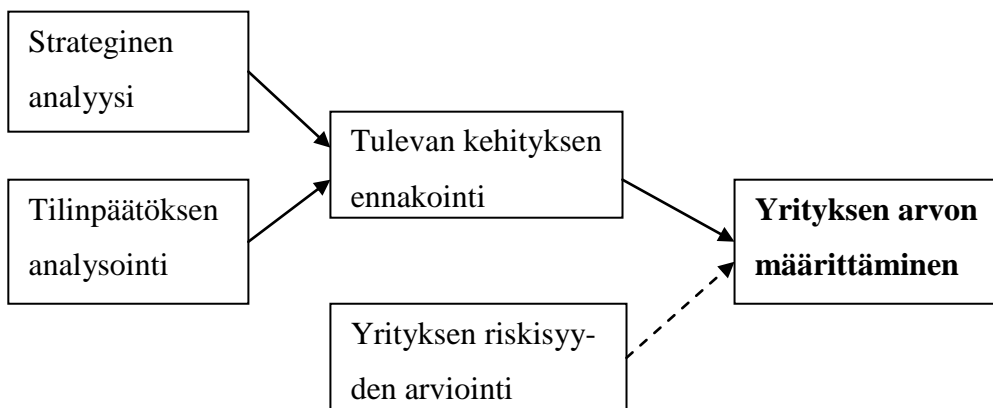 Strateginen
analyysi
Tilinpäätöksen
analysointi
Tulevan kehityksen
ennakointi
Yrityksen riskisyy-
den arviointi
Yrityksen arvon
määrittäminen